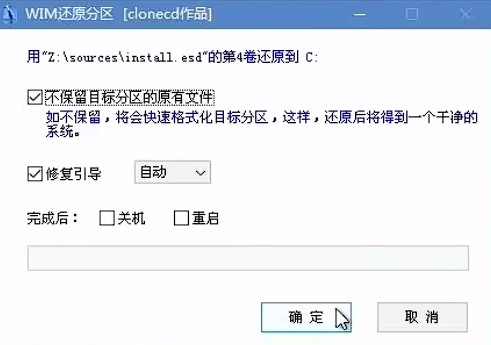 WIM还原分区 [clonecd作品]
用"Z:\sources\install.esd"的第4卷还原到 C:
不保留目标分区的原有文件
如不保留，将会快速格式化目标分区，这样，还原后将得到一个干净的
系统。
修复引导 自动
完成后： 关机 重启
确 定 取 消